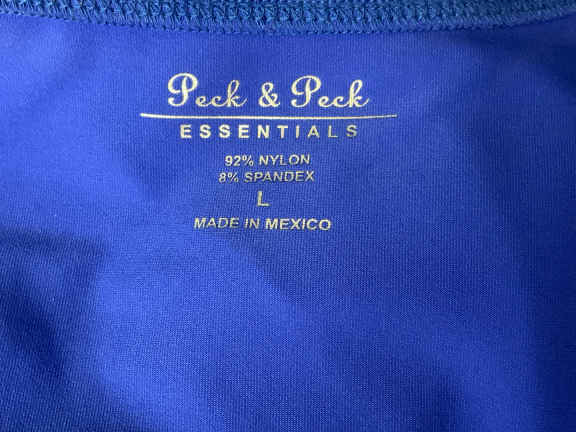 Peck & Peck
ESSENTIALS
92% NYLON
8% SPANDEX
L
MADE IN MEXICO